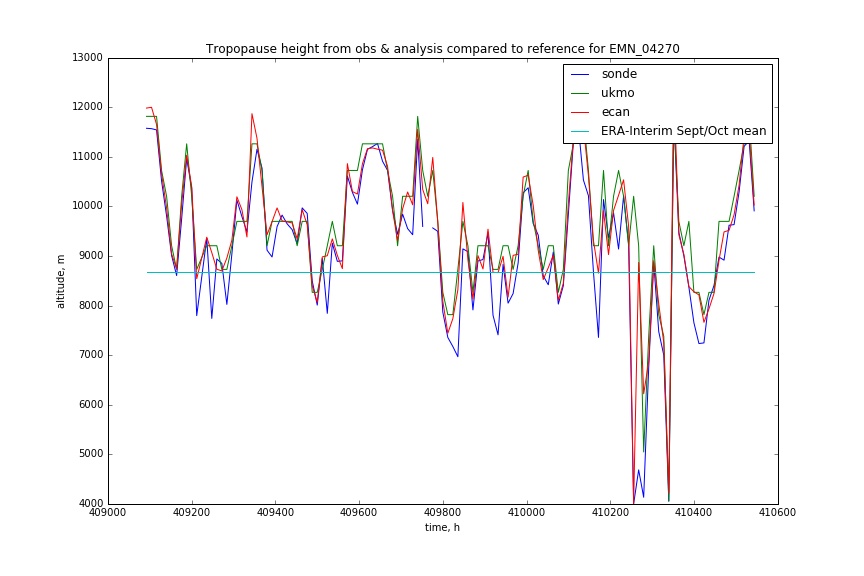 Tropopause height from obs & analysis compared to reference for EMN_04270
13000
12000
11000
10000
9000
8000
7000
6000
5000
4000
altitude, m
sonde
ukmo
ecan
ERA-Interim Sept/Oct mean
409000 409200 409400 409600 409800 410000 410200 410400 410600
time, h